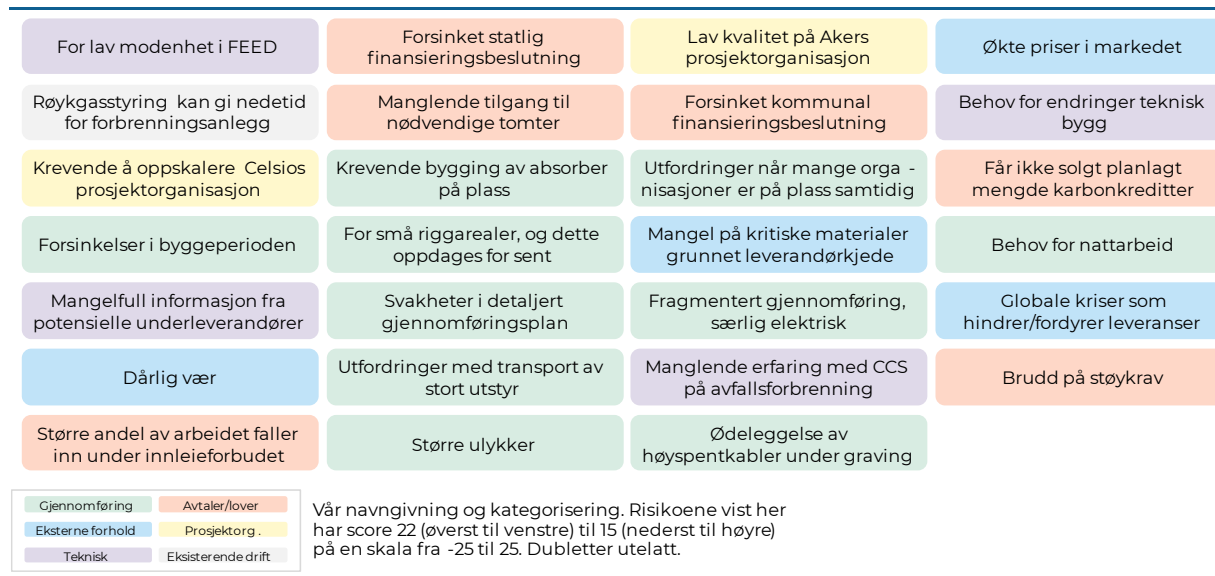 For lav modenhet i FEED
Forsinket statlig
finansieringsbeslutning
Lav kvalitet på Akers
prosjektorganisasjon
Økte priser i markedet
Røykgasstyring kan gi nedetid
for forbrenningsanlegg
Manglende tilgang til
nødvendige tomter
Forsinket kommunal
finansieringsbeslutning
Behov for endringer teknisk
bygg
Krevende å oppskalere Celsios
prosjektorganisasjon
Krevende bygging av absorber
på plass
Utfordringer når mange orga -
nisasjoner er på plass samtidig
Får ikke solgt planlagt
mengde karbonkreditter
Forsinkelser i byggeperioden
For små riggarealer, og dette
oppdages for sent
Mangel på kritiske materialer
grunnet leverandørkjede
Behov for nattarbeid
Mangelfull informasjon fra
potensielle underleverandører
Svakheter i detaljert
gjennomføringsplan
Fragmentert gjennomføring,
særlig elektrisk
Globale kriser som
hindrer/fordyrer leveranser
Dårlig vær
Utfordringer med transport av
stort utstyr
Manglende erfaring med CCS
på avfallsforbrenning
Brudd på støykrav
Større andel av arbeidet faller
inn under innleieforbudet
Større ulykker
Ødeleggelse av
høyspentkabler under graving
Gjennomføring
Avtaler/lover
Eksterne forhold
Prosjektorg .
Teknisk
Eksisterende drift
Vår navngivning og kategorisering. Risikoene vist her
har score 22 (øverst til venstre) til 15 (nederst til høyre)
på en skala fra -25 til 25. Dubletter utelatt.